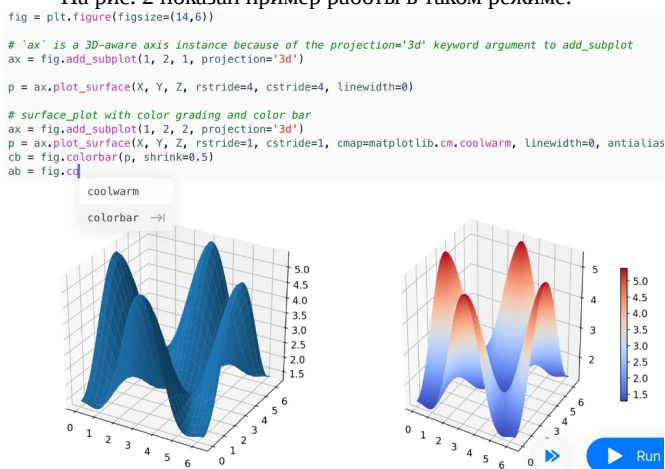 На рис. 2 показан пример работы в таком режиме.
fig = plt.figure(figsize=(14,6))
# `ax` is a 3D-aware axis instance because of the projection='3d' keyword argument to add_subplot
ax = fig.add_subplot(1, 2, 1, projection='3d')
p = ax.plot_surface(X, Y, Z, rstride=4, cstride=4, linewidth=0)
# surface_plot with color grading and color bar
ax = fig.add_subplot(1, 2, 2, projection='3d')
p = ax.plot_surface(X, Y, Z, rstride=1, cstride=1, cmap=matplotlib.cm.coolwarm, linewidth=0, antialias
cb = fig.colorbar(p, shrink=0.5)
ab = fig.co
coolwarm
colorbar
5.0
4.5
4.0
3.5
3.0
2.5
2.0
1.5
0 1 2 3 4 5 6
0 1 2 3 4 5 6
5
4
3
2
0 1 2 3 4 5 6
0 1 2 3 4 5 6
5.0
4.5
4.0
3.5
3.0
2.5
2.0
1.5
Run